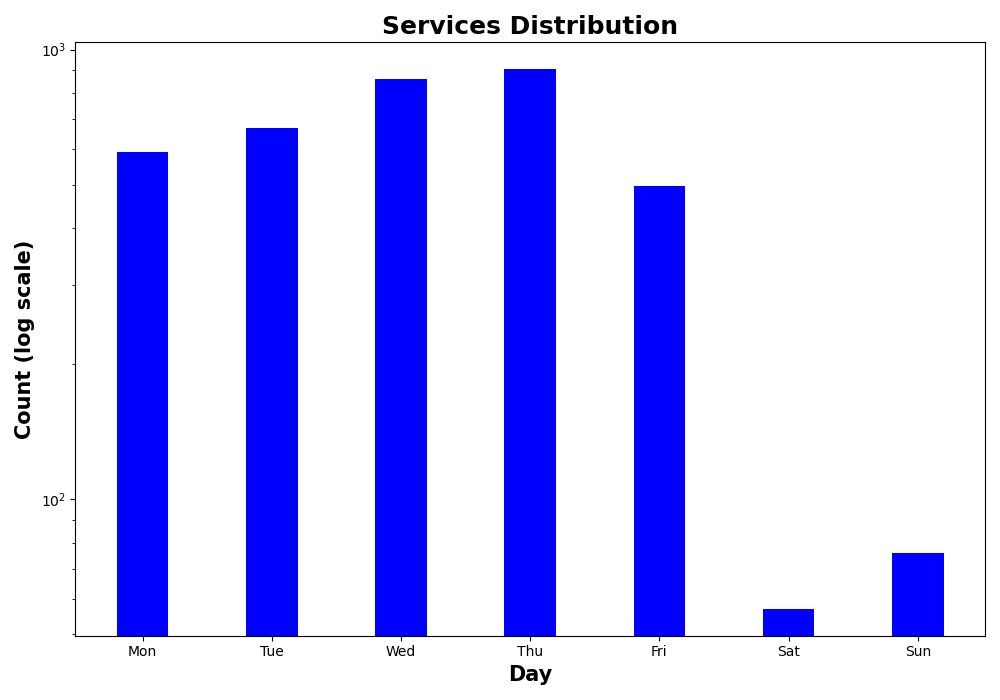 Services Distribution
10³
10²
Count (log scale)
Mon Tue Wed Thu Fri Sat Sun
Day